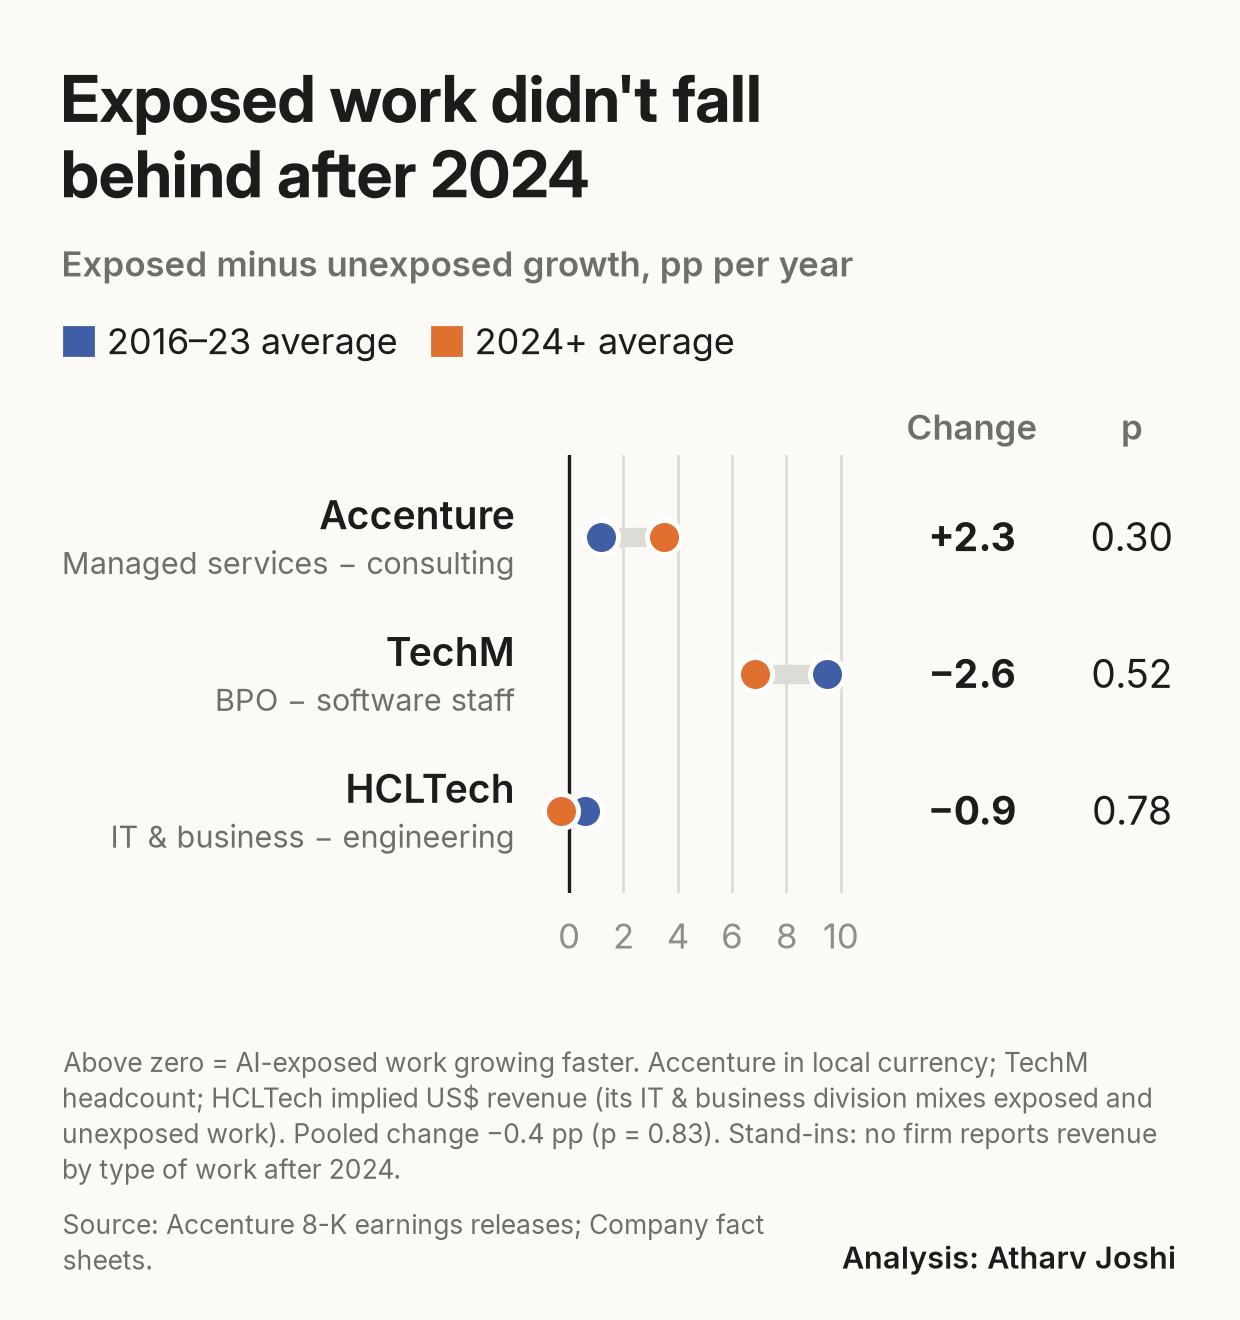 Exposed work didn't fall
behind after 2024
Exposed minus unexposed growth, pp per year
2016–23 average 2024+ average
Change p
Accenture
Managed services – consulting
+2.3 0.30
TechM
BPO – software staff
−2.6 0.52
HCLTech
IT & business – engineering
−0.9 0.78
0 2 4 6 8 10
Above zero = AI-exposed work growing faster. Accenture in local currency; TechM
headcount; HCLTech implied US$ revenue (its IT & business division mixes exposed and
unexposed work). Pooled change −0.4 pp (p = 0.83). Stand-ins: no firm reports revenue
by type of work after 2024.
Source: Accenture 8-K earnings releases; Company fact
sheets.
Analysis: Atharv Joshi